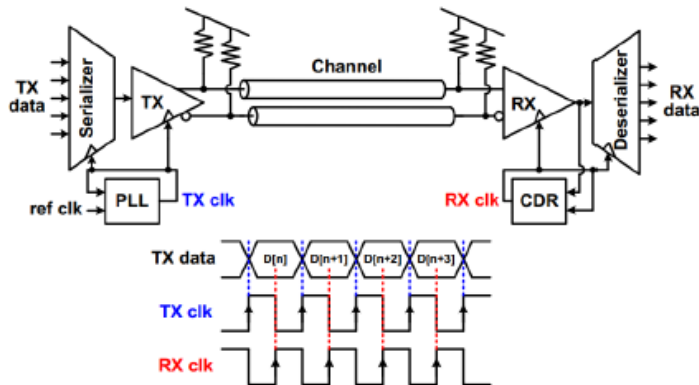 Channel
TX
data
Serializer
TX
RX
Deserializer
RX
data
ref clk
PLL
TX clk
RX clk
CDR
TX data
D[n]
D[n+1]
D[n+2]
D[n+3]
TX clk
RX clk